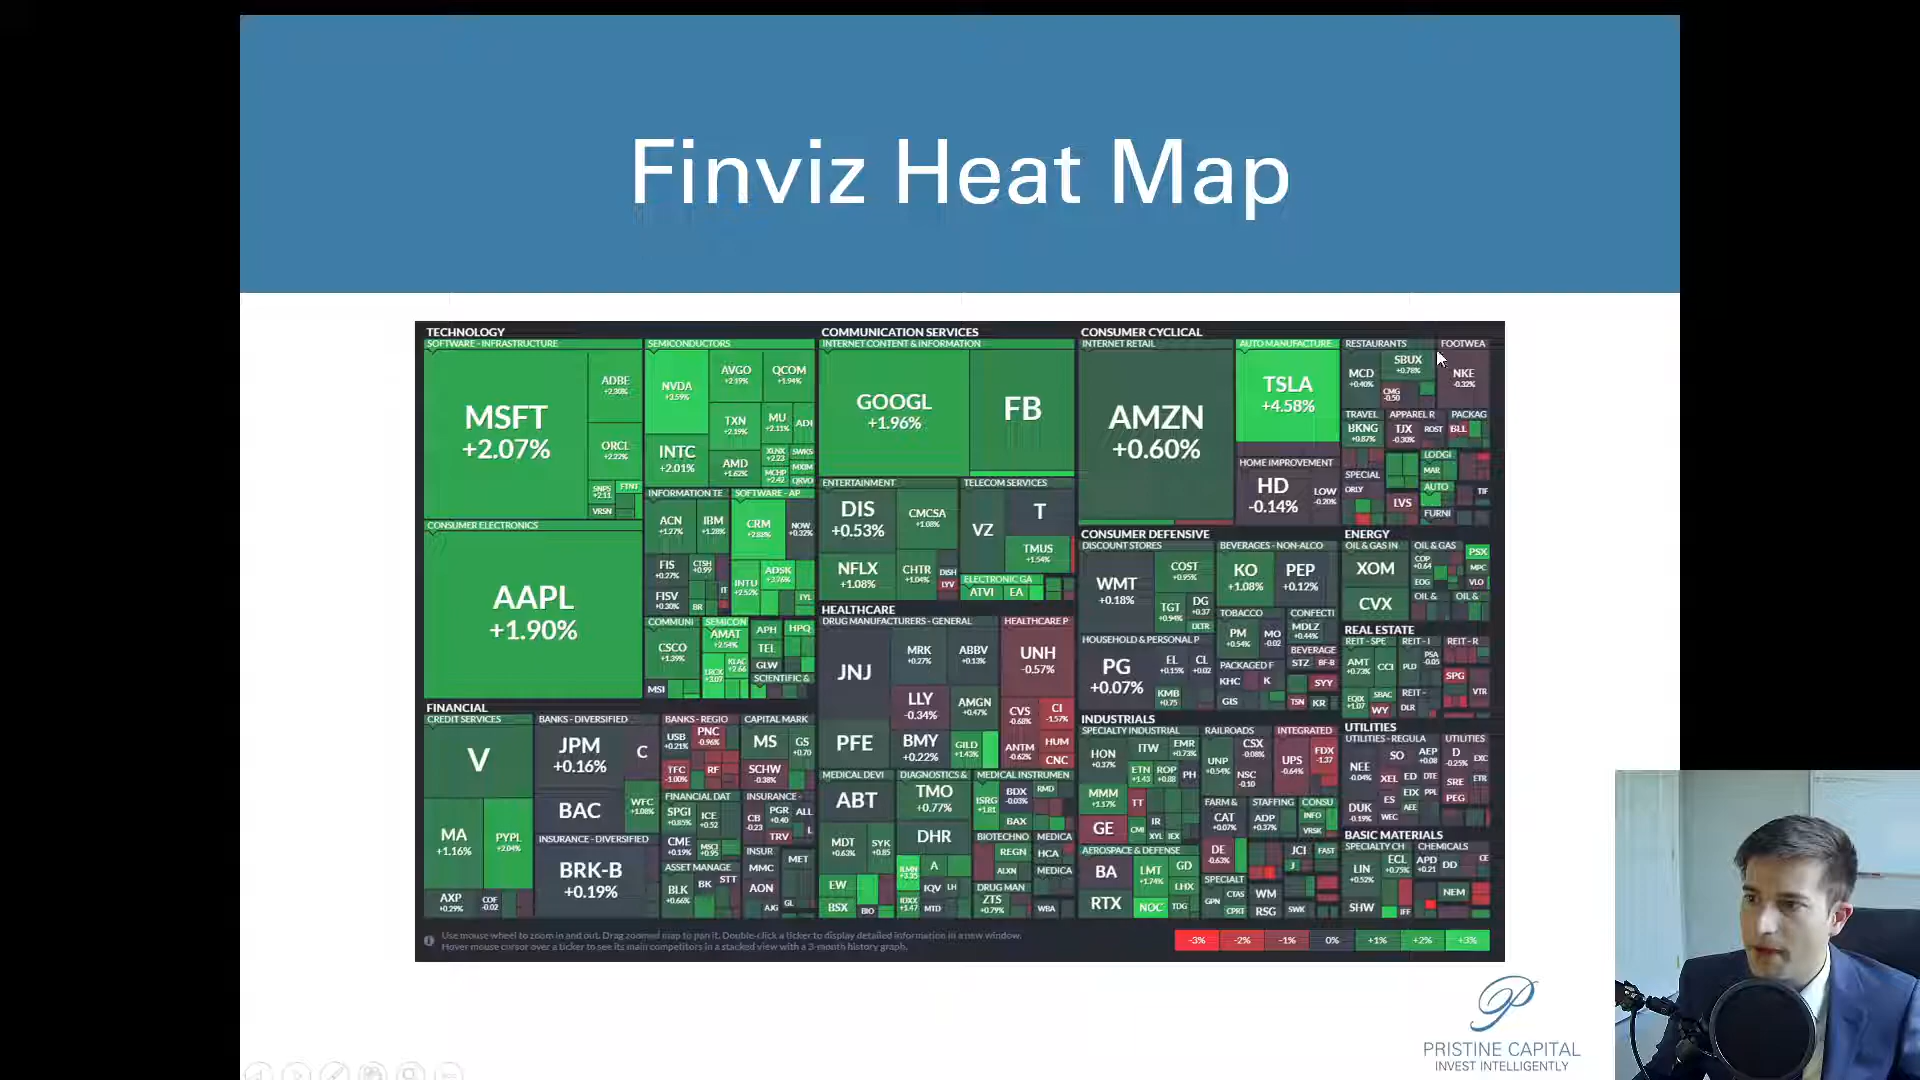 Finviz Heat Map
TECHNOLOGY
SOFTWARE - INFRASTRUCTURE
MSFT
+2.07%
ADBE
ORCL
+2.22%
SNPS
+2.11
FTNT
VRSN
CONSUMER ELECTRONICS
AAPL
+1.90%
SEMICONDUCTORS
NVDA
+3.59%
AVGO
+2.19%
QCOM
+1.94%
TXN
+2.19%
MU
+2.11%
ADI
INTC
+2.01%
AMD
+1.62%
XLNX
+2.23
SWKS
MCHP
+2.42
MXIM
QRVO
INFORMATION TE
ACN
+1.27%
IBM
+1.28%
FIS
+0.27%
CTSH
+0.99
FISV
+0.30%
BR
IT
SOFTWARE - AP
CRM
NOW
+0.32%
INTU
+2.52%
ADSK
TYL
COMMUNI
CSCO
+1.39%
MSI
SEMICON
AMAT
+2.54%
LRCX
+3.07
KLAC
APH
HPQ
TEL
GLW
SCIENTIFIC &
COMMUNICATION SERVICES
INTERNET CONTENT & INFORMATION
GOOGL
+1.96%
FB
ENTERTAINMENT
DIS
+0.53%
CMCSA
+1.08%
NFLX
+1.08%
CHTR
+1.04%
DISH
LYV
TELECOM SERVICES
VZ
T
TMUS
+1.54%
ELECTRONIC GA
ATVI
EA
CONSUMER CYCLICAL
INTERNET RETAIL
AMZN
+0.60%
AUTO MANUFACTURE
TSLA
+4.58%
HOME IMPROVEMENT
HD
-0.14%
LOW
-0.20%
RESTAURANTS
MCD
+0.40%
SBUX
+0.78%
CMG
-0.50
FOOTWEA
NKE
-0.32%
TRAVEL
BKNG
+0.87%
APPAREL R
TJX
-0.30%
ROST
PACKAG
BLL
SPECIAL
ORLY
LVS
LODGI
MAR
AUTO
FURNI
TIF
FINANCIAL
CREDIT SERVICES
V
MA
+1.16%
PYPL
+2.04%
AXP
+0.29%
COF
-0.02
BANKS - DIVERSIFIED
JPM
+0.16%
C
BAC
WFC
+1.08%
INSURANCE - DIVERSIFIED
BRK-B
+0.19%
BANKS - REGIO
USB
+0.21%
PNC
-0.96%
TFC
-1.00%
RF
CAPITAL MARK
MS
GS
+0.70
SCHW
-0.38%
FINANCIAL DAT
SPGI
+0.85%
ICE
+0.52
CME
+0.19%
MSCI
+0.95
INSURANCE -
CB
-0.23
PGR
+0.40
ALL
TRV
L
ASSET MANAGE
BLK
+0.66%
BK
STT
INSUR
MMC
MET
AON
AJG
GL
HEALTHCARE
DRUG MANUFACTURERS - GENERAL
JNJ
MRK
+0.27%
ABBV
+0.13%
LLY
-0.34%
AMGN
+0.47%
PFE
BMY
+0.22%
GILD
+1.43%
HEALTHCARE P
UNH
-0.57%
CVS
-0.68%
CI
-1.57%
ANTM
-0.62%
HUM
CNC
MEDICAL DEVI
ABT
MDT
+0.63%
SYK
+0.85
EW
BSX
BIO
DIAGNOSTICS &
TMO
+0.77%
DHR
ILMN
+3.35
A
IDXX
+1.47
IQV
LH
MTD
MEDICAL INSTRUMEN
ISRG
+1.81
BDX
-0.03%
RMD
BAX
BIOTECHNO
REGN
ALXN
MEDICA
HCA
MEDICA
DRUG MAN
ZTS
+0.79%
WBA
CONSUMER DEFENSIVE
DISCOUNT STORES
WMT
+0.18%
COST
+0.95%
TGT
+0.94%
DG
+0.37
DLTR
BEVERAGES - NON-ALCO
KO
+1.08%
PEP
+0.12%
HOUSEHOLD & PERSONAL P
PG
+0.07%
EL
+0.15%
CL
+0.02
KMB
+0.75
TOBACCO
PM
+0.54%
MO
-0.02
CONFECTI
MDLZ
+0.44%
PACKAGED F
KHC
K
GIS
BEVERAGE
STZ
BF-B
SYY
TSN
KR
ENERGY
OIL & GAS IN
XOM
CVX
OIL & GAS
COP
+0.64
PSX
MPC
EOG
VLO
OIL &
OIL &
REAL ESTATE
REIT - SPE
AMT
+0.73%
CCI
EQIX
+1.07
SBAC
WY
REIT - I
PLD
PSA
-0.05
REIT -
DLR
REIT - R
SPG
VTR
INDUSTRIALS
SPECIALTY INDUSTRIAL
HON
+0.37%
ITW
EMR
+0.73%
ETN
+1.43
ROP
+0.88
PH
MMM
+1.17%
TT
GE
CMI
IR
XYL
IEX
RAILROADS
UNP
+0.54%
CSX
-0.08%
NSC
-0.10
INTEGRATED
UPS
-0.64%
FDX
-1.37
FARM &
CAT
+0.07%
DE
-0.63%
STAFFING
ADP
+0.37%
CONSU
INFO
VRSK
AEROSPACE & DEFENSE
BA
LMT
+1.74%
GD
LHX
RTX
NOC
TDG
JCI
J
FAST
SPECIALT
GPN
CTAS
CPRT
WM
RSG
SWK
UTILITIES
UTILITIES - REGULA
NEE
-0.04%
SO
AEP
+0.08
XEL
ED
DTE
DUK
-0.19%
ES
EIX
PPL
WEC
AEE
UTILITIES
D
-0.25%
EXC
SRE
ETR
PEG
BASIC MATERIALS
SPECIALTY CH
LIN
+0.52%
ECL
+0.75%
SHW
IFF
CHEMICALS
APD
+0.21
DD
CE
NEM
Use mouse wheel to zoom in and out. Drag zoomed map to pan it. Double-click a ticker to display detailed information in a new window.
Hover mouse cursor over a ticker to see its main competitors in a stacked view with a 3-month history graph.
-3% -2% -1% 0% +1% +2% +3%
PRISTINE CAPITAL
INVEST INTELLIGENTLY